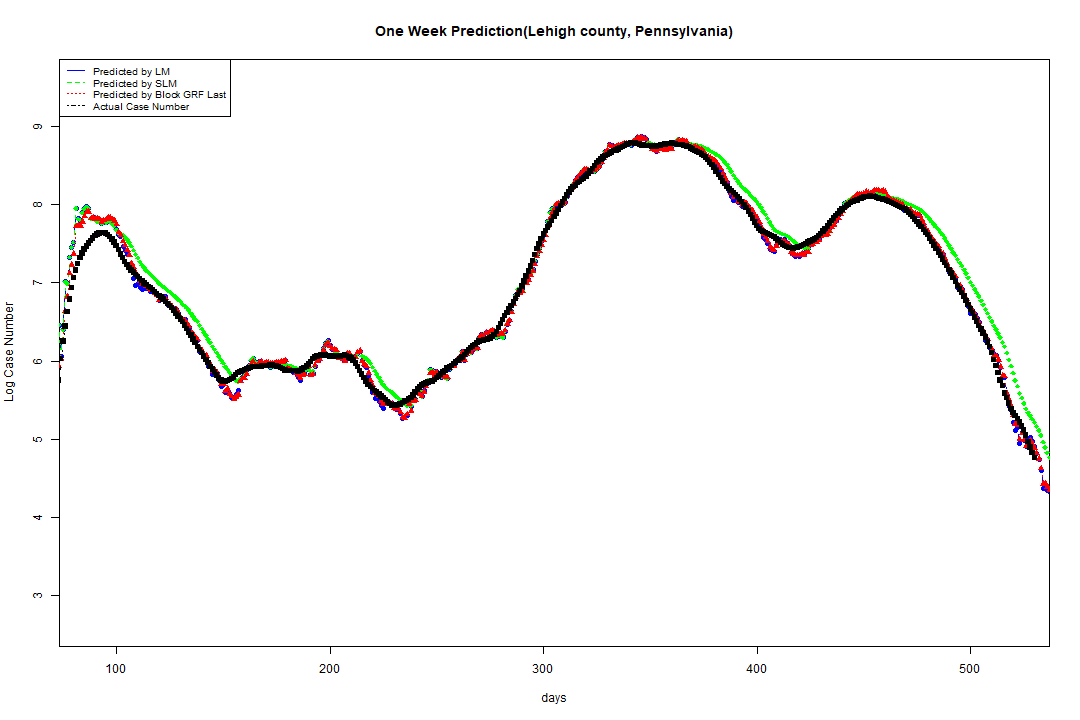 One Week Prediction(Lehigh county, Pennsylvania)
Predicted by LM
Predicted by SLM
Predicted by Block GRF Last
Actual Case Number
Log Case Number
9
8
7
6
5
4
3
100 200 300 400 500
days